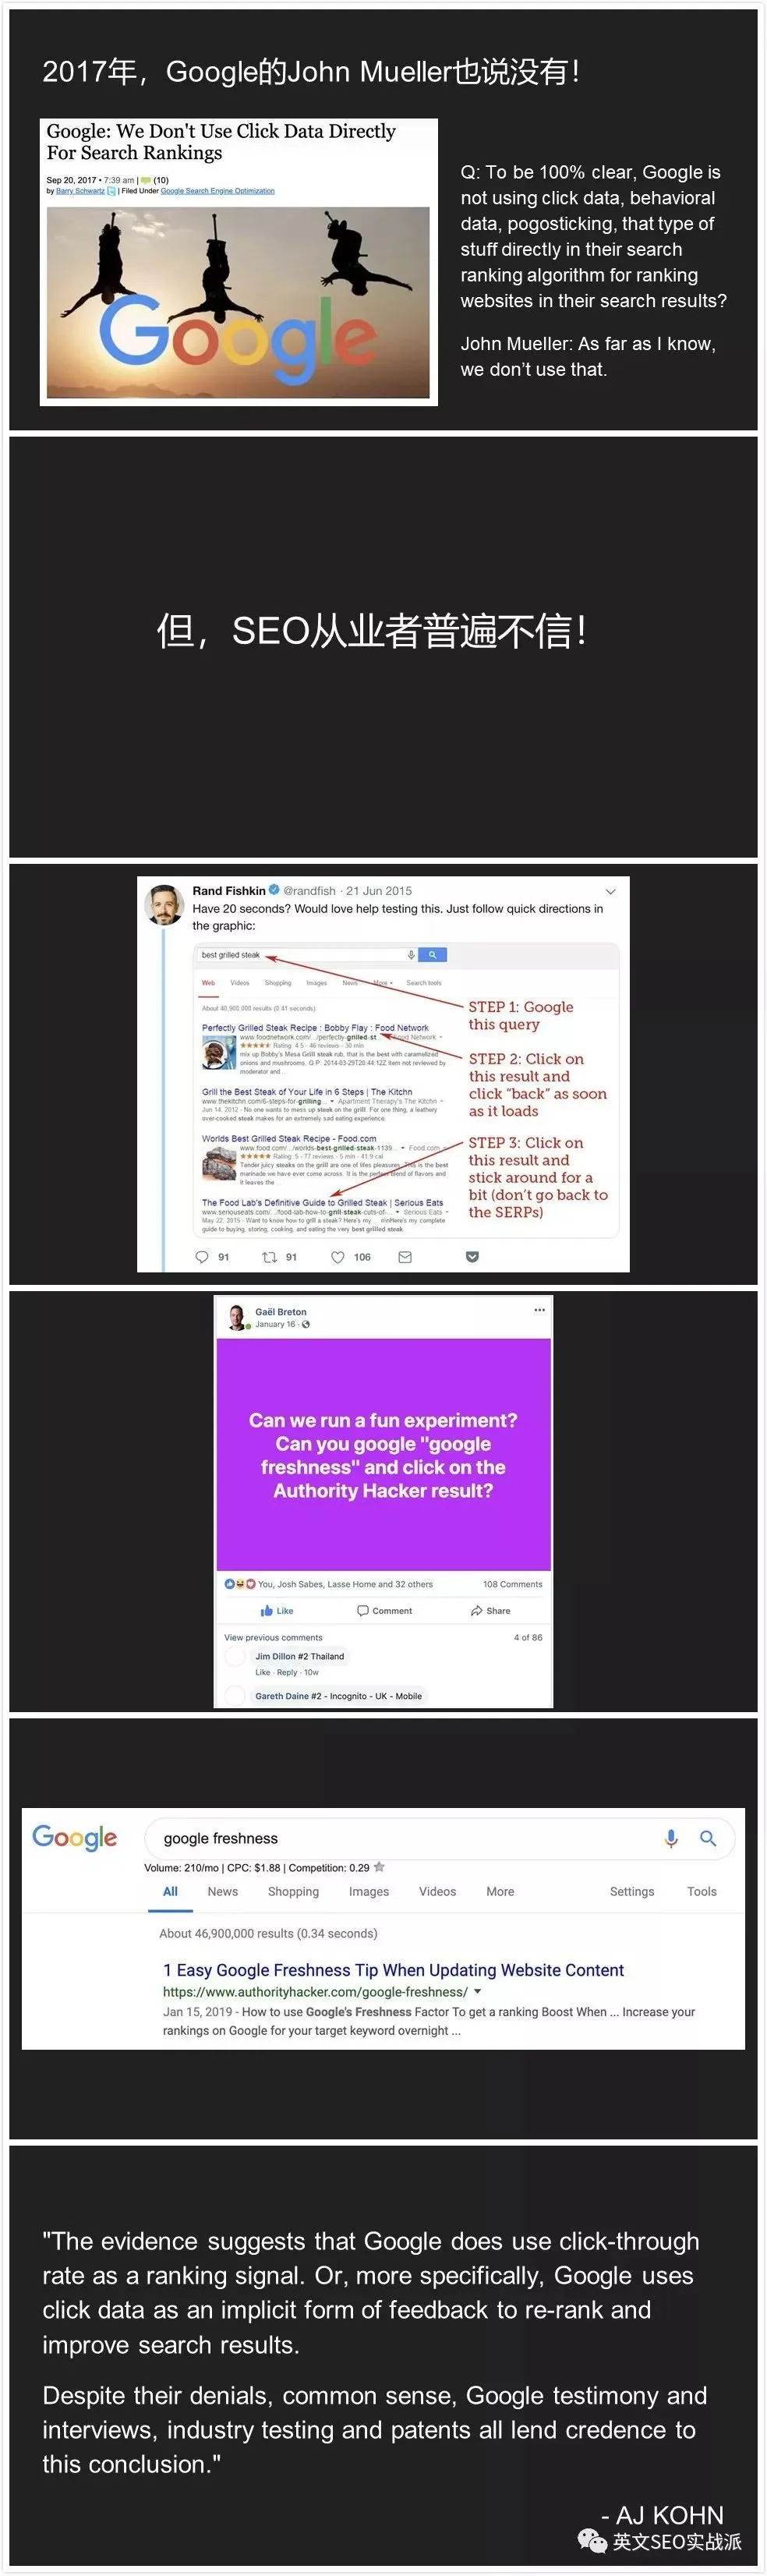 2017年，Google的John Mueller也说没有！
Google: We Don't Use Click Data Directly
For Search Rankings
Sep 20, 2017 • 7:39 am | (10)
by Barry Schwartz | Filed Under Google Search Engine Optimization
Google
Q: To be 100% clear, Google is
not using click data, behavioral
data, pogosticking, that type of
stuff directly in their search
ranking algorithm for ranking
websites in their search results?
John Mueller: As far as I know,
we don’t use that.
但，SEO从业者普遍不信！
Rand Fishkin @randfish · 21 Jun 2015
Have 20 seconds? Would love help testing this. Just follow quick directions in
the graphic:
best grilled steak
Web Videos Shopping Images News More Search tools
About 40,900,000 results (0.41 seconds)
Perfectly Grilled Steak Recipe : Bobby Flay : Food Network
www.foodnetwork.com/.../perfectly-grilled-st... Food Network
Rating: 4.5 - 46 reviews - 30 min
mix up Bobby's Mesa Grill steak rub, that is the best with caramelized
onions and mushrooms. G.P. 2014-03-29T20:44:12Z item not reviewed by
moderator and
Grill the Best Steak of Your Life in 6 Steps | The Kitchn
www.thekitchn.com/6-steps-for-grilling... Apartment Therapy's The Kitchn
Jun 14, 2012 - No one wants to mess up steak on the grill. For one thing, a leathery
over-cooked steak makes for an extremely sad eating experience.
Worlds Best Grilled Steak Recipe - Food.com
www.food.com/.../worlds-best-grilled-steak-1139... Food.com
Rating: 5 - 77 reviews - 5 min - 41.9 cal
Tender juicy steaks on the grill are one of lifes pleasures. This is the best
marinade we have ever come across. It is the perfect blend of flavors and
it leaves the ...
The Food Lab's Definitive Guide to Grilled Steak | Serious Eats
www.seriouseats.com/.../food-lab-how-to-grill-steak-cuts-of-... Serious Eats
May 22, 2015 - Want to know how to grill a steak? Here's my ... Here's my complete
guide to buying, storing, cooking, and eating the very best grilled steak.
STEP 1: Google
this query
STEP 2: Click on
this result and
click “back” as soon
as it loads
STEP 3: Click on
this result and
stick around for a
bit (don’t go back to
the SERPs)
91 91 106
Gaël Breton
January 16
Can we run a fun experiment?
Can you google "google
freshness" and click on the
Authority Hacker result?
You, Josh Sabes, Lasse Home and 32 others 108 Comments
Like Comment Share
View previous comments 4 of 86
Jim Dillon #2 Thailand
Like · Reply · 10w
Gareth Daine #2 - Incognito - UK - Mobile
Google google freshness
Volume: 210/mo | CPC: $1.88 | Competition: 0.29
All News Shopping Images Videos More Settings Tools
About 46,900,000 results (0.34 seconds)
1 Easy Google Freshness Tip When Updating Website Content
https://www.authorityhacker.com/google-freshness/
Jan 15, 2019 - How to use Google's Freshness Factor To get a ranking Boost When ... Increase your
rankings on Google for your target keyword overnight ...
"The evidence suggests that Google does use click-through
rate as a ranking signal. Or, more specifically, Google uses
click data as an implicit form of feedback to re-rank and
improve search results.
Despite their denials, common sense, Google testimony and
interviews, industry testing and patents all lend credence to
this conclusion."
- AJ KOHN
英文SEO实战派